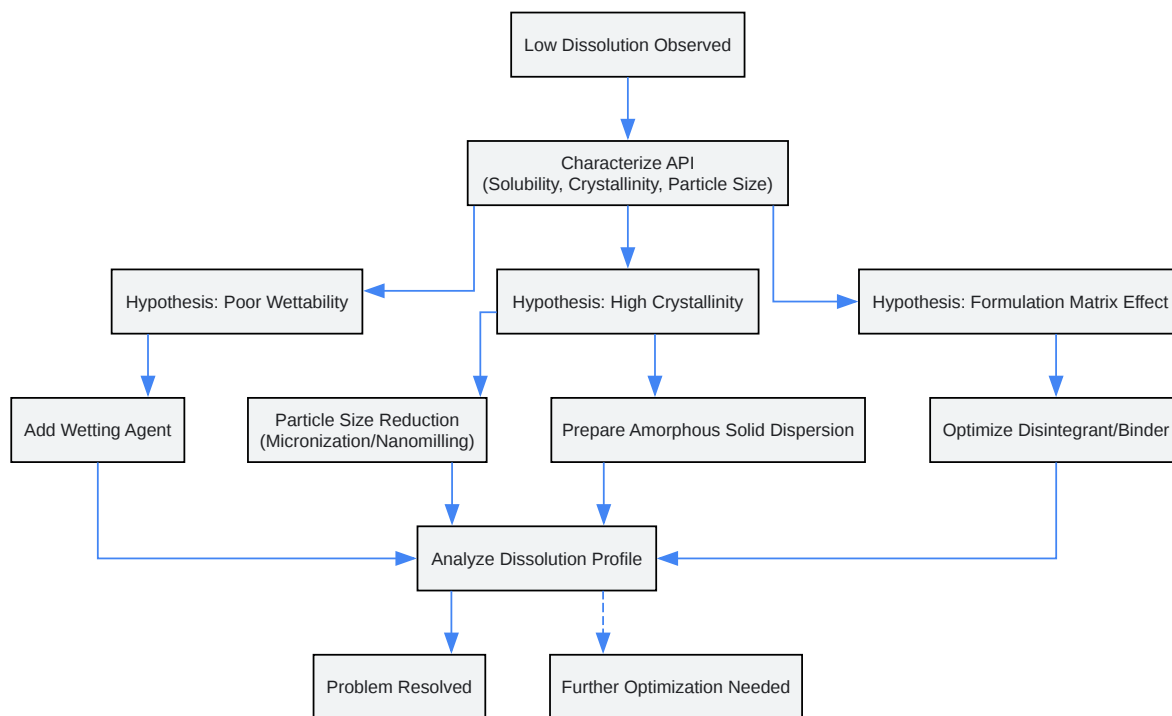 Low Dissolution Observed
Characterize API
(Solubility, Crystallinity, Particle Size)
Hypothesis: Poor Wettability
Hypothesis: High Crystallinity
Hypothesis: Formulation Matrix Effect
Add Wetting Agent
Particle Size Reduction
(Micronization/Nanomilling)
Prepare Amorphous Solid Dispersion
Optimize Disintegrant/Binder
Analyze Dissolution Profile
Problem Resolved
Further Optimization Needed